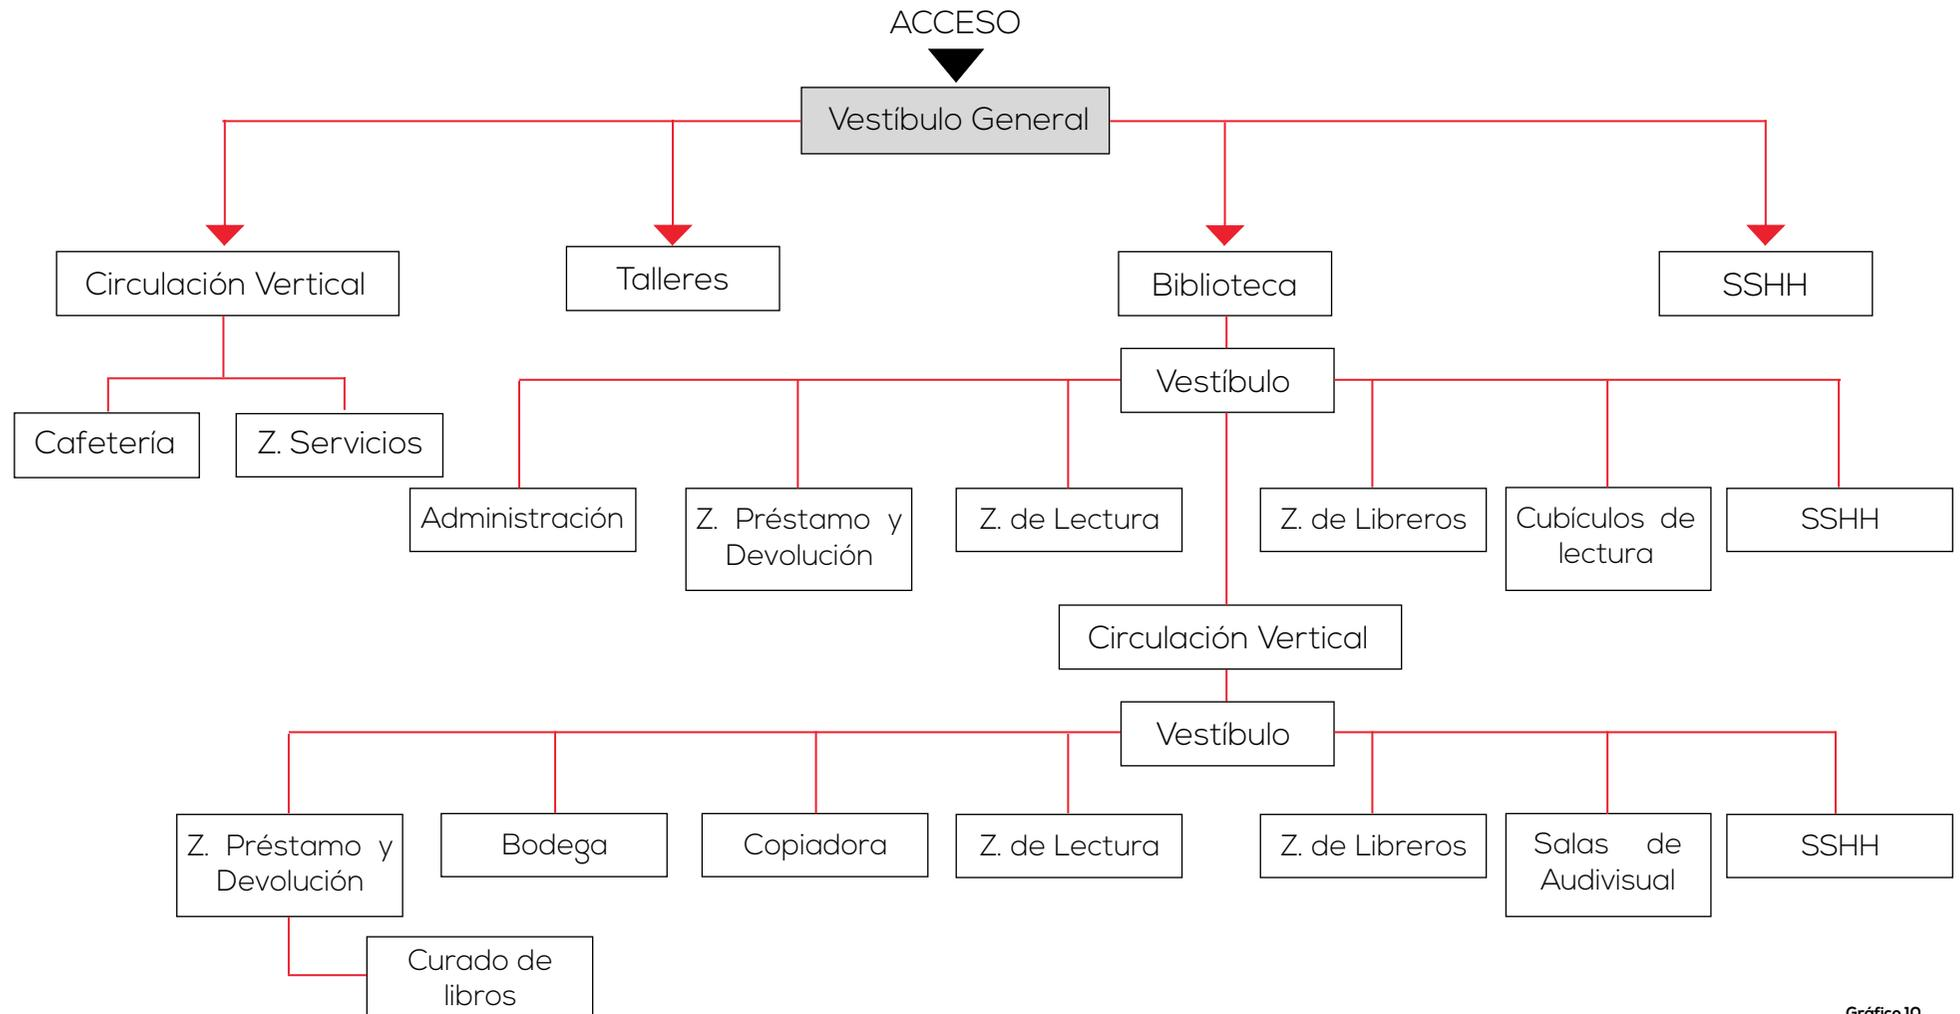 ACCESO
Vestíbulo General
Circulación Vertical
Talleres
Biblioteca
SSHH
Vestíbulo
Cafetería
Z. Servicios
Administración
Z. Préstamo y
Devolución
Z. de Lectura
Z. de Libreros
Cubículos de
lectura
SSHH
Circulación Vertical
Vestíbulo
Z. Préstamo y
Devolución
Bodega
Copiadora
Z. de Lectura
Z. de Libreros
Salas de
Audivisual
SSHH
Curado de
libros
Gráfico 10